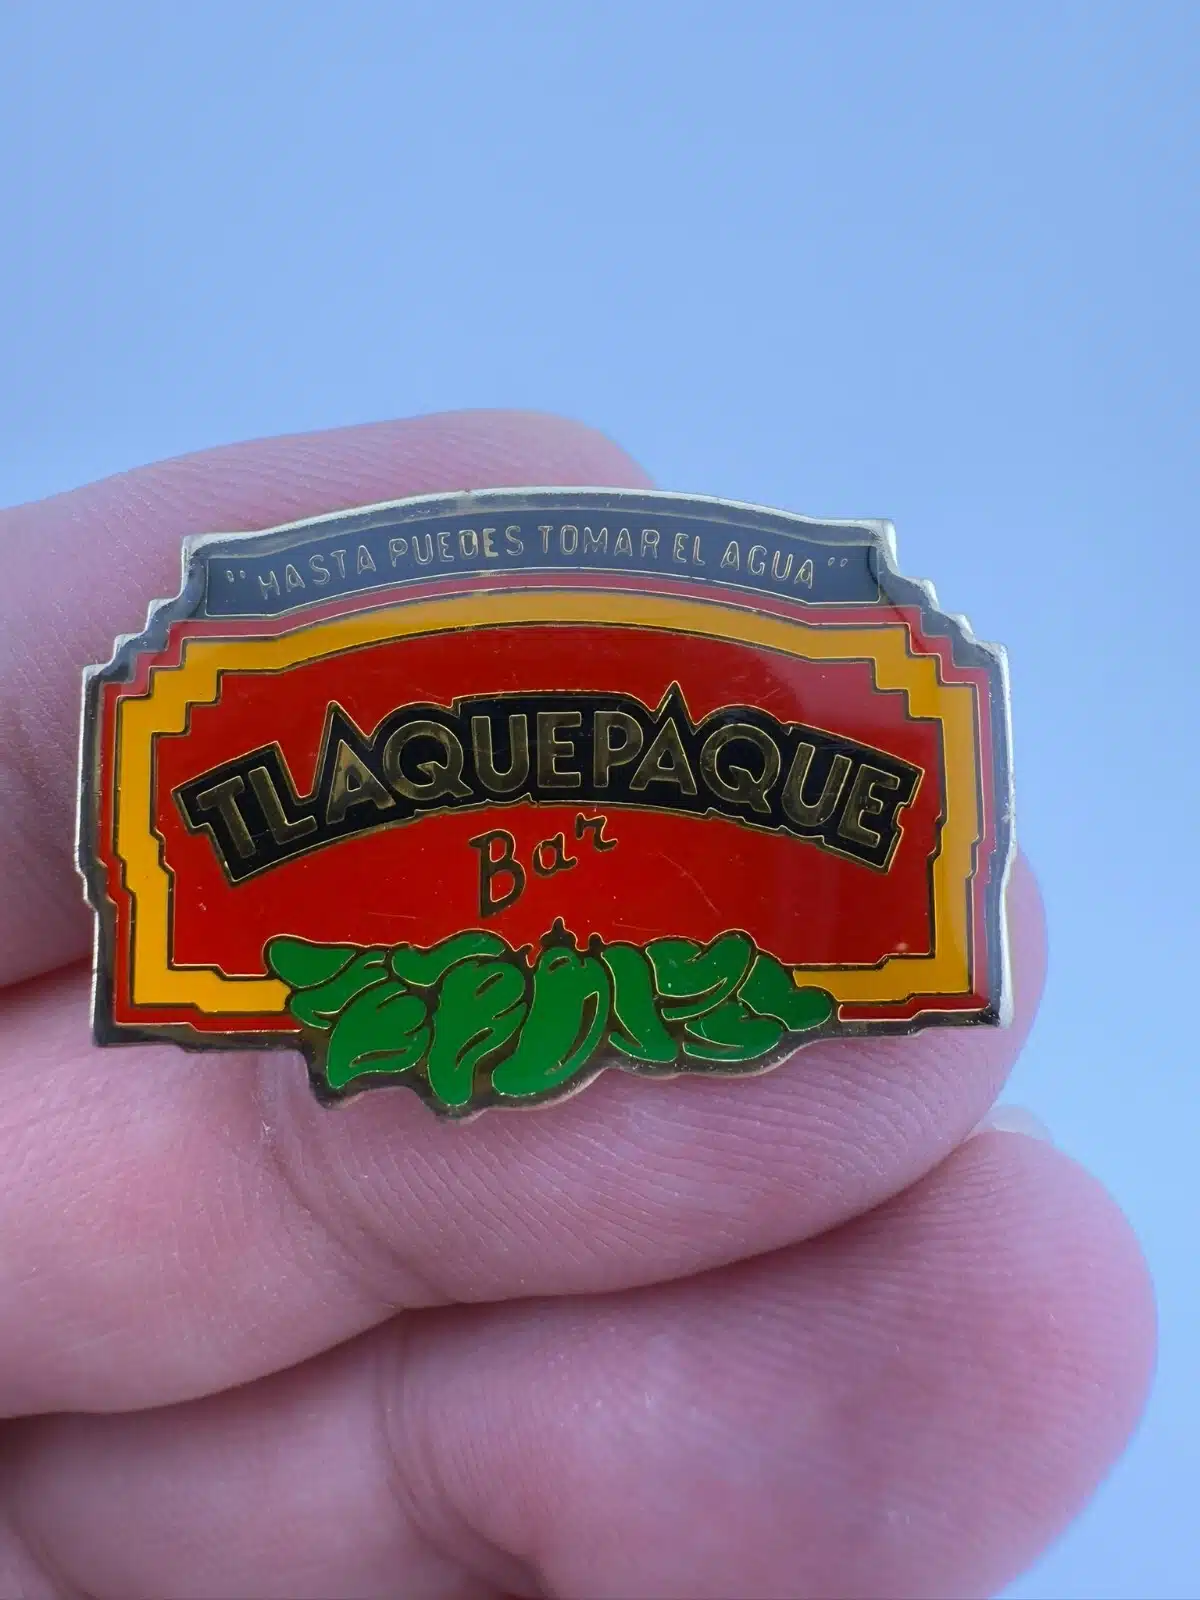 "HASTA PUEDES TOMAR EL AGUA"
TLAQUEPAQUE
Bar